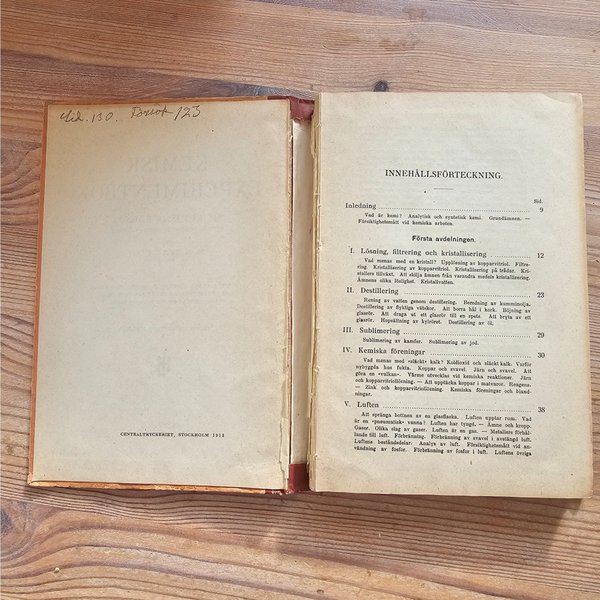 sid. 130. Brisk 123
CENTRALTRYCKERIET, STOCKHOLM 1912
INNEHÅLLSFÖRTECKNING.
Sid.
Inledning 9
Vad är kemi? Analytisk och syntetisk kemi. Grundämnen. —
Försiktighetsmått vid kemiska arbeten.
Första avdelningen.
I. Lösning, filtrering och kristallisering 12
Vad menas med en kristall? Upplösning av kopparvitriol. Filtre-
ring. Kristallisering av kopparvitriol. Kristallisering på trådar. Kri-
stallers tillväxt. Att skilja ämnen från varandra medels kristallisering.
Ämnens olika löslighet. Kristallvatten.
II. Destillering 23
Rening av vatten genom destillering. Beredning av kumminolja.
Destillering av flyktiga vätskor. Att borra hål i kork. Böjning av
glasrör. Att draga ut ett glasrör till en spets. Att bryta av ett
glasrör. Hopsättning av kylröret. Destillering av öl.
III. Sublimering 29
Sublimering av kamfer. Sublimering av jod.
IV. Kemiska föreningar 30
Vad menas med «släckt» kalk? Koldioxid och släckt kalk. Varför
nybyggda hus fukta. Koppar och svavel. Järn och svavel. Att
göra en «vulkan». Värme utvecklas vid kemiska reaktioner. Järn
och kopparvitriollösning. — Att upptäcka koppar i matvaror. Reagens.
— Zink och kopparvitriollösning. Kemiska föreningar och bland-
ningar.
V. Luften 38
Att spränga bottnen av en glasflaska. Luften upptar rum. Vad
är en «pneumatisk» vanna? Luften har tyngd. — Ämne och kropp.
Gaser. Olika slag av gaser. Luften är en gas. — Metallers förhål-
lande till luft. Förbränning. Förbränning av svavel i avstängd luft.
Luftens beståndsdelar. Analys av luft. Försiktighetsmått vid an-
vändning av fosfor. Förbränning av fosfor i luft. Luftens övriga